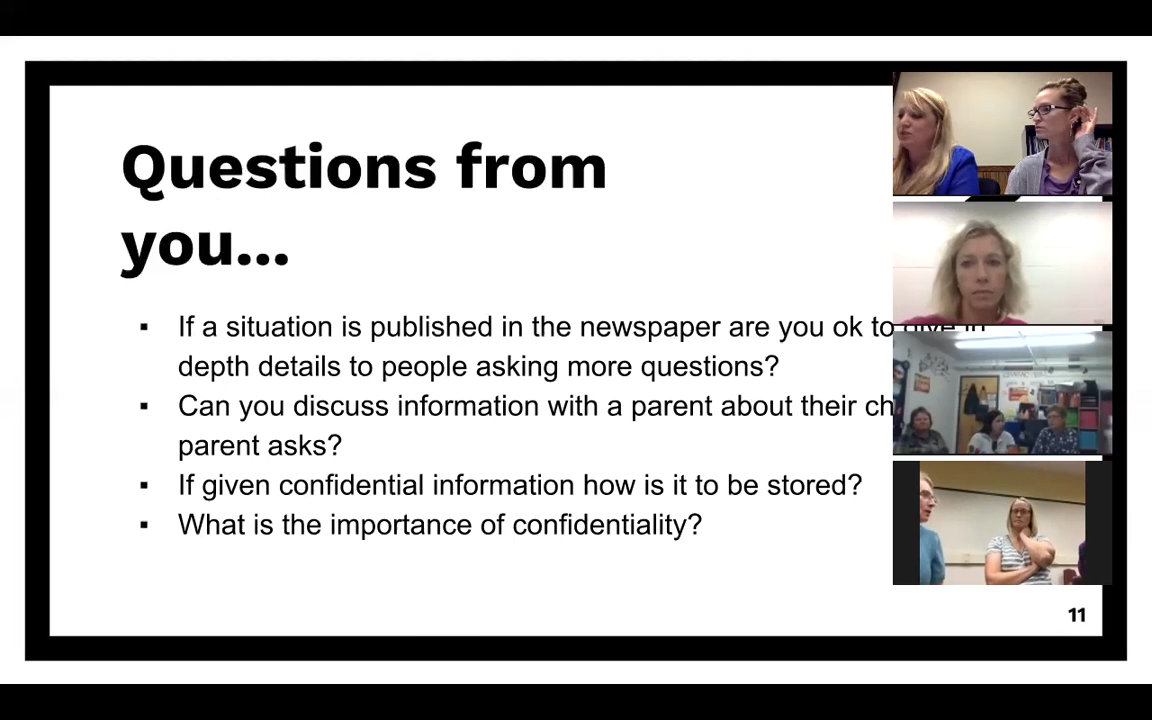 Questions from
you...
▪ If a situation is published in the newspaper are you ok to give in
depth details to people asking more questions?
▪ Can you discuss information with a parent about their ch
parent asks?
▪ If given confidential information how is it to be stored?
▪ What is the importance of confidentiality?
11